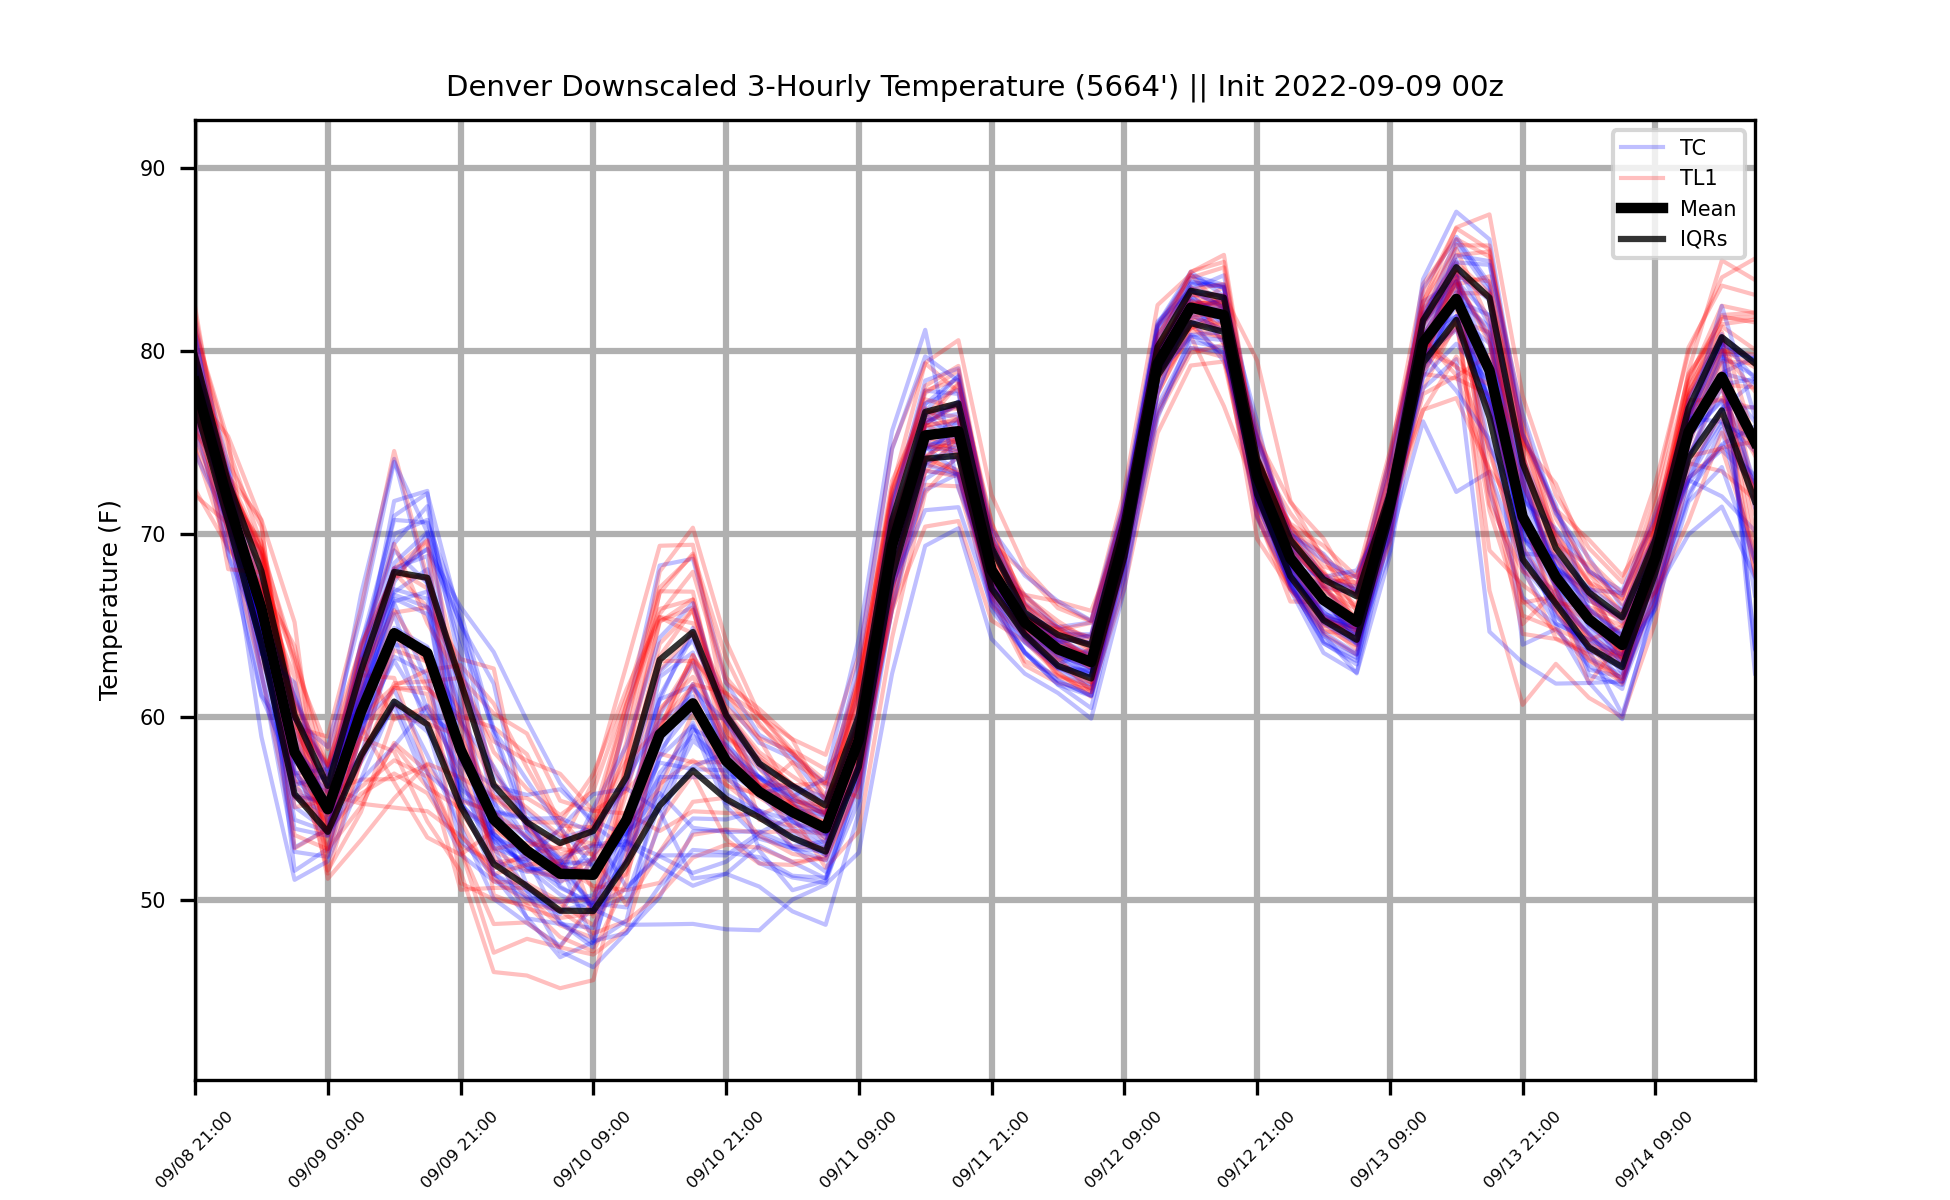 Denver Downscaled 3-Hourly Temperature (5664') || Init 2022-09-09 00z
TC
TL1
Mean
IQRs
Temperature (F)
90
80
70
60
50
09/08 21:00
09/09 09:00
09/09 21:00
09/10 09:00
09/10 21:00
09/11 09:00
09/11 21:00
09/12 09:00
09/12 21:00
09/13 09:00
09/13 21:00
09/14 09:00